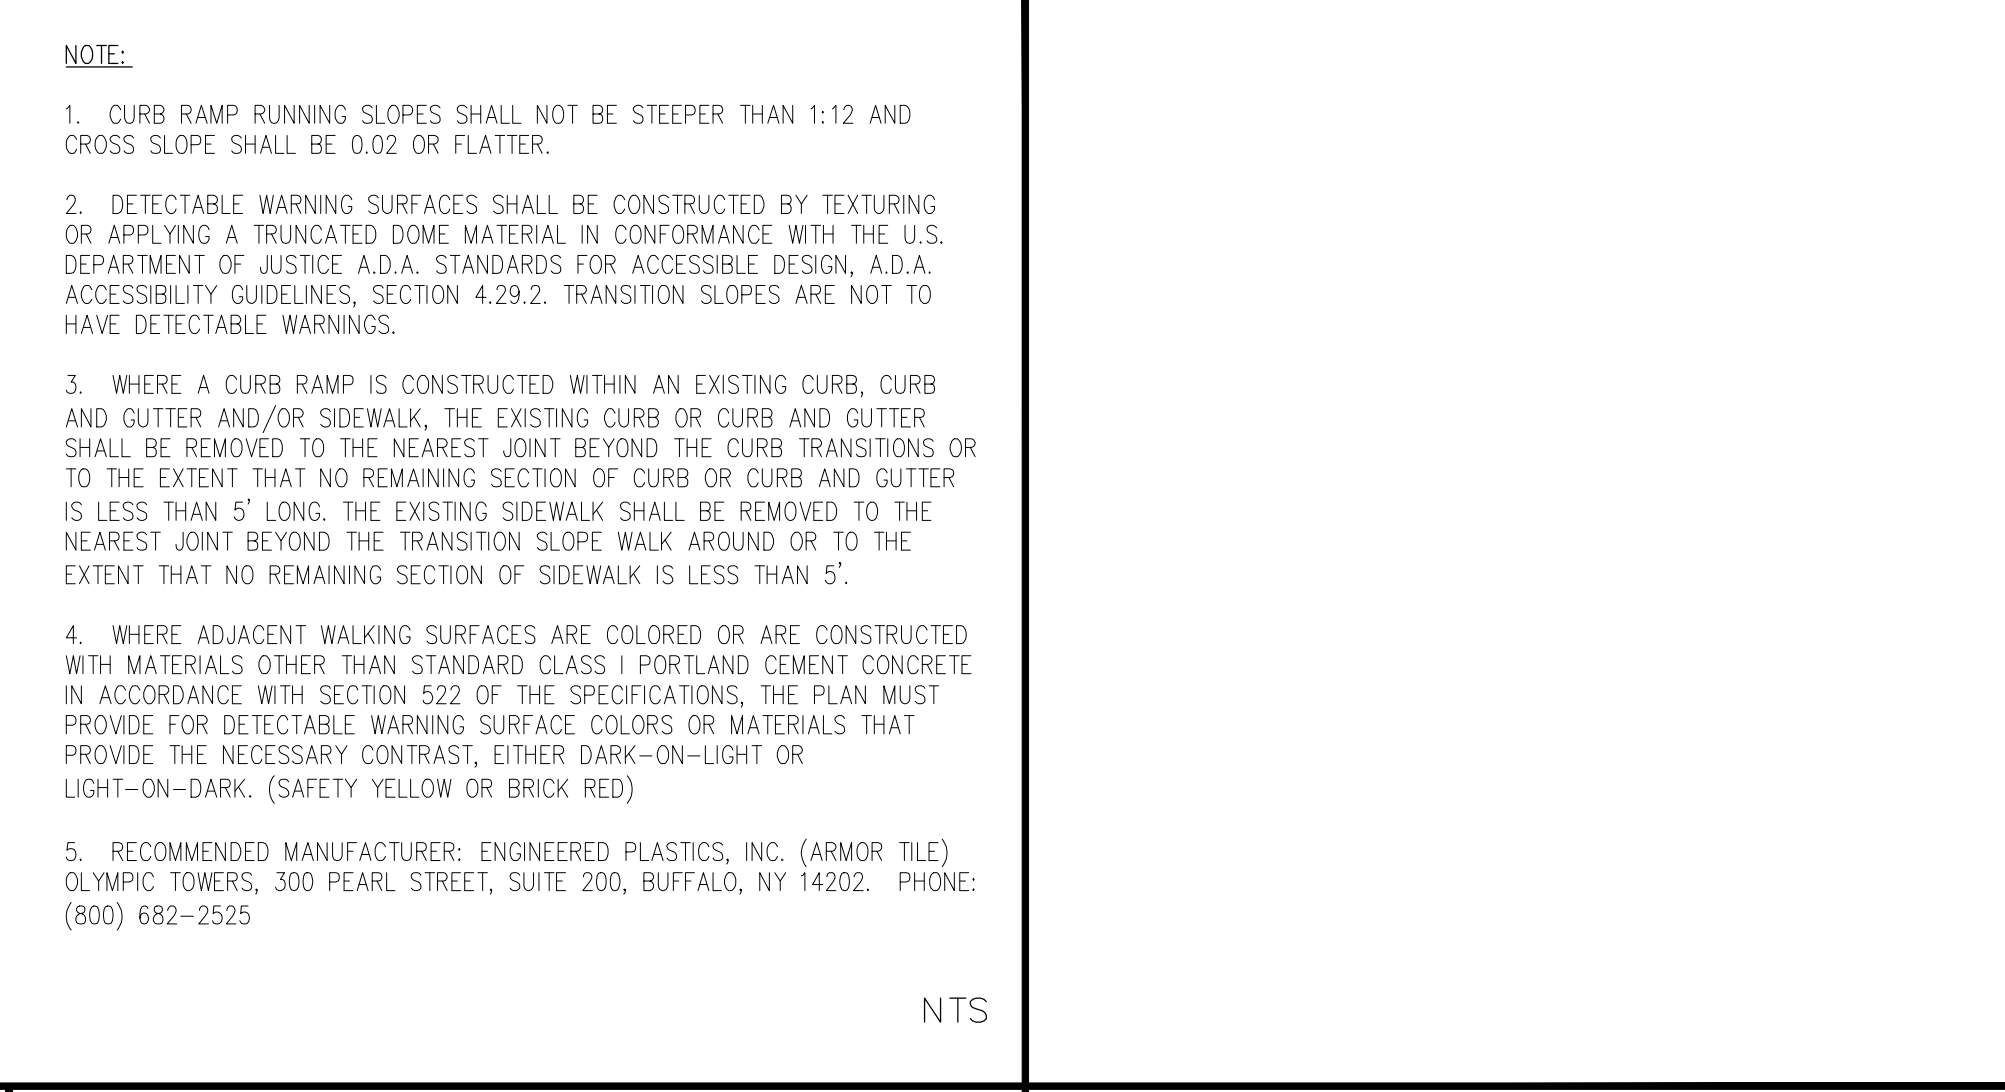 NOTE:
1. CURB RAMP RUNNING SLOPES SHALL NOT BE STEEPER THAN 1:12 AND
CROSS SLOPE SHALL BE 0.02 OR FLATTER.
2. DETECTABLE WARNING SURFACES SHALL BE CONSTRUCTED BY TEXTURING
OR APPLYING A TRUNCATED DOME MATERIAL IN CONFORMANCE WITH THE U.S.
DEPARTMENT OF JUSTICE A.D.A. STANDARDS FOR ACCESSIBLE DESIGN, A.D.A.
ACCESSIBILITY GUIDELINES, SECTION 4.29.2. TRANSITION SLOPES ARE NOT TO
HAVE DETECTABLE WARNINGS.
3. WHERE A CURB RAMP IS CONSTRUCTED WITHIN AN EXISTING CURB, CURB
AND GUTTER AND/OR SIDEWALK, THE EXISTING CURB OR CURB AND GUTTER
SHALL BE REMOVED TO THE NEAREST JOINT BEYOND THE CURB TRANSITIONS OR
TO THE EXTENT THAT NO REMAINING SECTION OF CURB OR CURB AND GUTTER
IS LESS THAN 5' LONG. THE EXISTING SIDEWALK SHALL BE REMOVED TO THE
NEAREST JOINT BEYOND THE TRANSITION SLOPE WALK AROUND OR TO THE
EXTENT THAT NO REMAINING SECTION OF SIDEWALK IS LESS THAN 5'.
4. WHERE ADJACENT WALKING SURFACES ARE COLORED OR ARE CONSTRUCTED
WITH MATERIALS OTHER THAN STANDARD CLASS I PORTLAND CEMENT CONCRETE
IN ACCORDANCE WITH SECTION 522 OF THE SPECIFICATIONS, THE PLAN MUST
PROVIDE FOR DETECTABLE WARNING SURFACE COLORS OR MATERIALS THAT
PROVIDE THE NECESSARY CONTRAST, EITHER DARK-ON-LIGHT OR
LIGHT-ON-DARK. (SAFETY YELLOW OR BRICK RED)
5. RECOMMENDED MANUFACTURER: ENGINEERED PLASTICS, INC. (ARMOR TILE)
OLYMPIC TOWERS, 300 PEARL STREET, SUITE 200, BUFFALO, NY 14202. PHONE:
(800) 682-2525
NTS